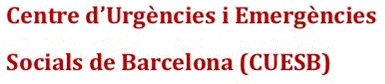 Centre d’Urgències i Emergències
Socials de Barcelona (CUESB)